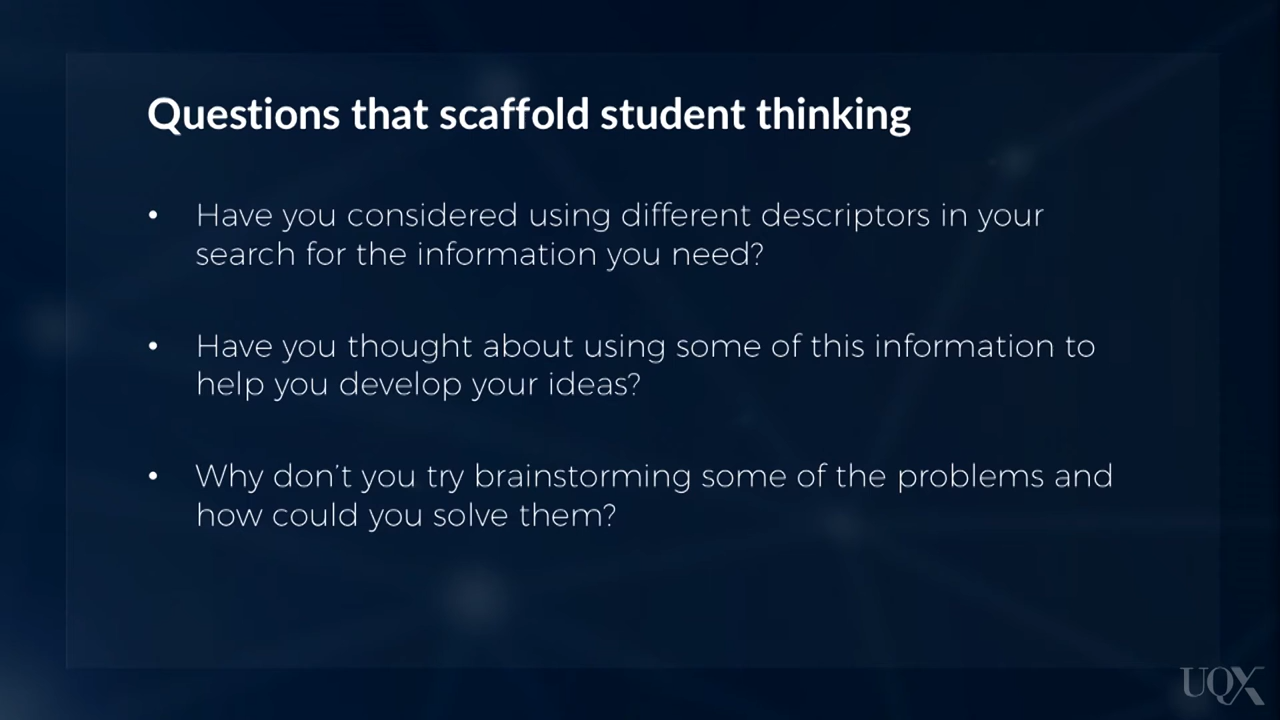 Questions that scaffold student thinking
• Have you considered using different descriptors in your
search for the information you need?
• Have you thought about using some of this information to
help you develop your ideas?
• Why don't you try brainstorming some of the problems and
how could you solve them?
UQX